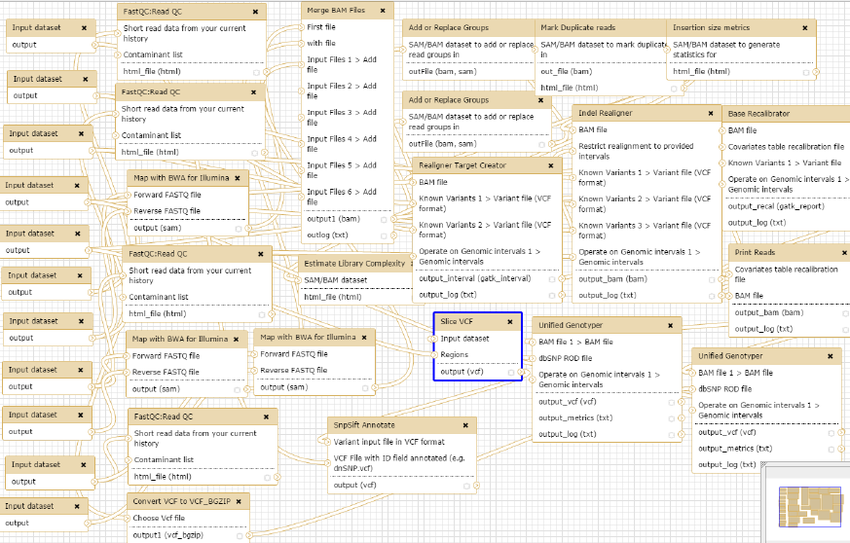 Input dataset
output
Input dataset
output
Input dataset
output
Input dataset
output
Input dataset
output
Input dataset
output
Input dataset
output
Input dataset
output
Input dataset
output
Input dataset
output
Input dataset
output
FastQC:Read QC
Short read data from your current
history
Contaminant list
html_file (html)
FastQC:Read QC
Short read data from your current
history
Contaminant list
html_file (html)
Map with BWA for Illumina
Forward FASTQ file
Reverse FASTQ file
output (sam)
FastQC:Read QC
Short read data from your current
history
Contaminant list
html_file (html)
Map with BWA for Illumina
Forward FASTQ file
Reverse FASTQ file
output (sam)
Map with BWA for Illumina
Forward FASTQ file
Reverse FASTQ file
output (sam)
FastQC:Read QC
Short read data from your current
history
Contaminant list
html_file (html)
Convert VCF to VCF_BGZIP
Choose Vcf file
output1 (vcf_bgzip)
Merge BAM Files
First file
with file
Input Files 1 > Add
file
Input Files 2 > Add
file
Input Files 3 > Add
file
Input Files 4 > Add
file
Input Files 5 > Add
file
Input Files 6 > Add
file
output1 (bam)
outlog (txt)
Estimate Library Complexity
SAM/BAM dataset
html_file (html)
SnpSift Annotate
Variant input file in VCF format
VCF File with ID field annotated (e.g.
dnSNP.vcf)
output (vcf)
Add or Replace Groups
SAM/BAM dataset to add or replace
read groups in
outFile (bam, sam)
Add or Replace Groups
SAM/BAM dataset to add or replace
read groups in
outFile (bam, sam)
Realigner Target Creator
BAM file
Known Variants 1 > Variant file (VCF
format)
Known Variants 2 > Variant file (VCF
format)
Operate on Genomic intervals 1 >
Genomic intervals
output_interval (gatk_interval)
output_log (txt)
Slice VCF
Input dataset
Regions
output (vcf)
Mark Duplicate reads
SAM/BAM dataset to mark duplicate
in
out_file (bam)
html_file (html)
Insertion size metrics
SAM/BAM dataset to generate
statistics for
html_file (html)
Indel Realigner
BAM file
Restrict realignment to provided
intervals
Known Variants 1 > Variant file (VCF
format)
Known Variants 2 > Variant file (VCF
format)
Known Variants 3 > Variant file (VCF
format)
Operate on Genomic intervals 1 >
Genomic intervals
output_bam (bam)
output_log (txt)
Base Recalibrator
BAM file
Covariates table recalibration file
Known Variants 1 > Variant file
Operate on Genomic intervals 1 >
Genomic intervals
output_recal (gatk_report)
output_log (txt)
Print Reads
Covariates table recalibration
file
BAM file
output_bam (bam)
output_log (txt)
Unified Genotyper
BAM file 1 > BAM file
dbSNP ROD file
Operate on Genomic intervals 1 >
Genomic intervals
output_vcf (vcf)
output_metrics (txt)
output_log (txt)
Unified Genotyper
BAM file 1 > BAM file
dbSNP ROD file
Operate on Genomic intervals 1 >
Genomic intervals
output_vcf (vcf)
output_metrics (txt)
output_log (txt)